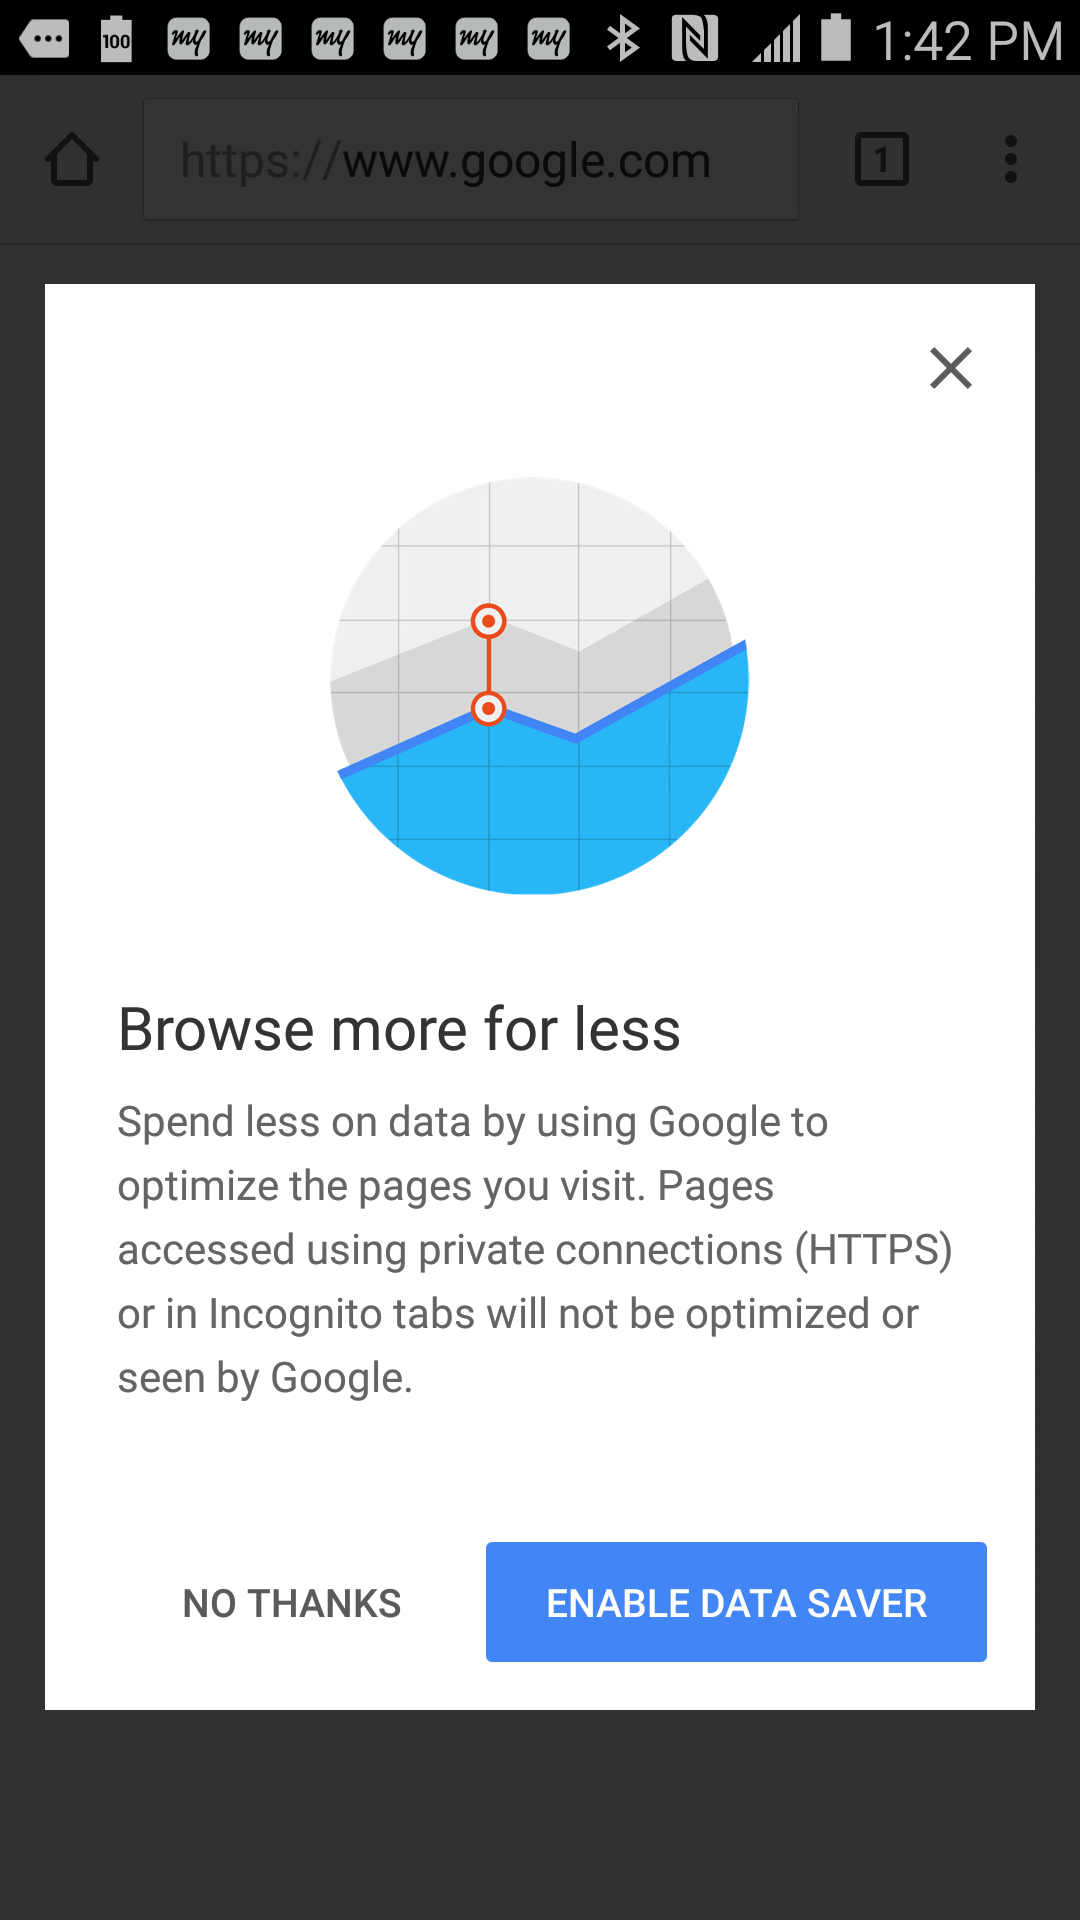 100 my my my my my my 1:42 PM
https://www.google.com 1
Browse more for less
Spend less on data by using Google to
optimize the pages you visit. Pages
accessed using private connections (HTTPS)
or in Incognito tabs will not be optimized or
seen by Google.
NO THANKS ENABLE DATA SAVER